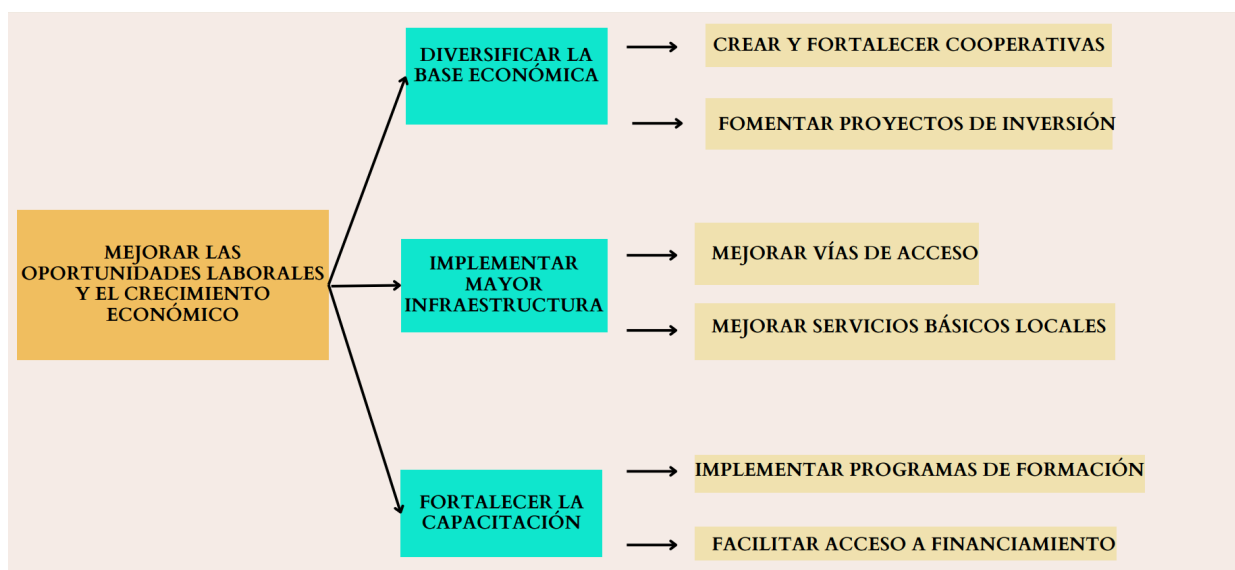 DIVERSIFICAR LA
BASE ECONÓMICA
CREAR Y FORTALECER COOPERATIVAS
FOMENTAR PROYECTOS DE INVERSIÓN
MEJORAR LAS
OPORTUNIDADES LABORALES
Y EL CRECIMIENTO
ECONÓMICO
IMPLEMENTAR
MAYOR
INFRAESTRUCTURA
MEJORAR VÍAS DE ACCESO
MEJORAR SERVICIOS BÁSICOS LOCALES
FORTALECER LA
CAPACITACIÓN
IMPLEMENTAR PROGRAMAS DE FORMACIÓN
FACILITAR ACCESO A FINANCIAMIENTO